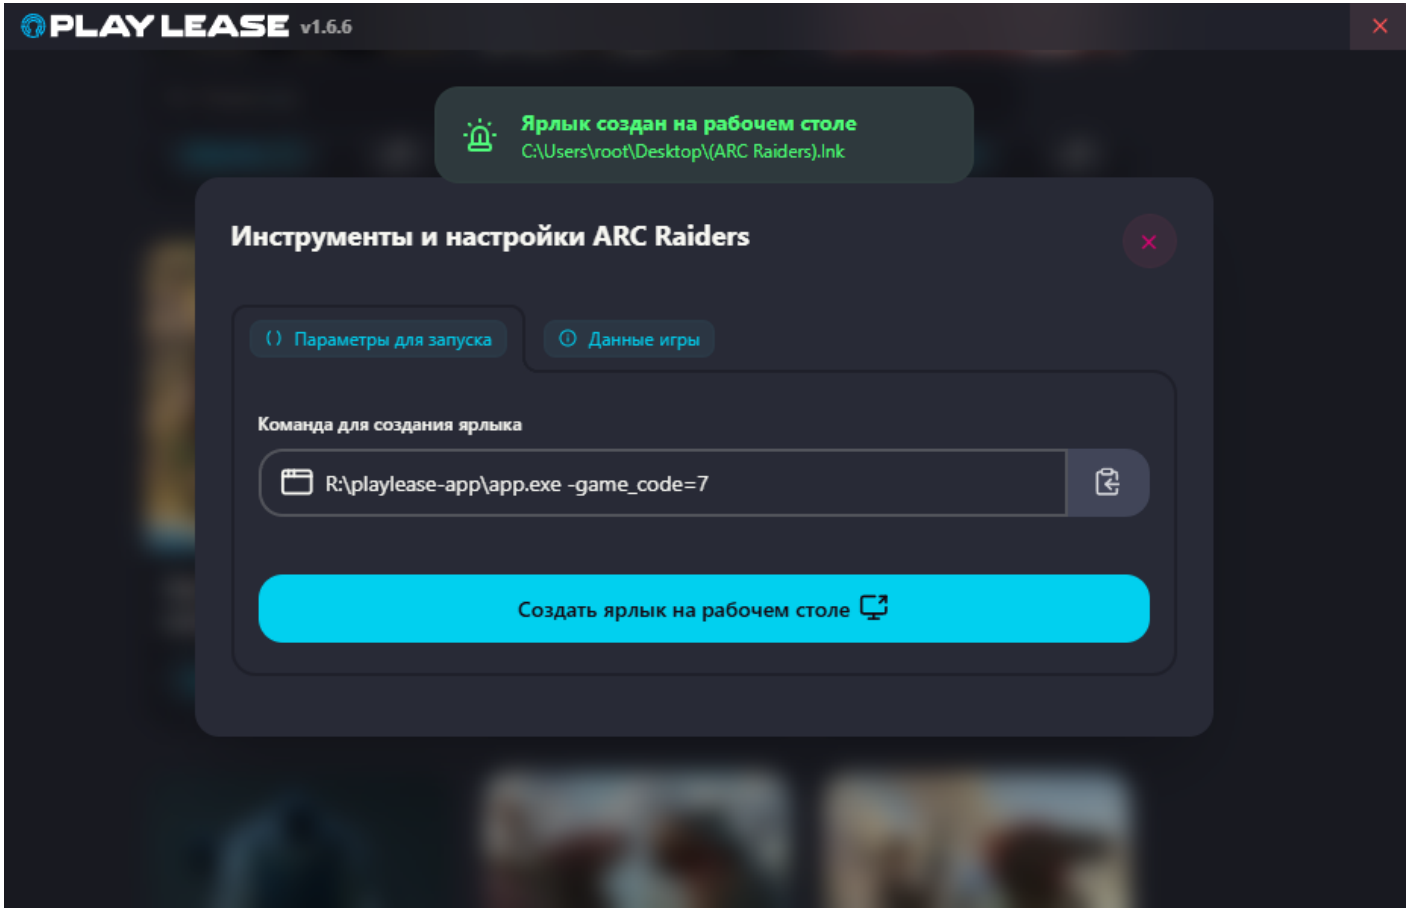 PLAY LEASE v1.6.6
Ярлык создан на рабочем столе
C:\Users\root\Desktop\(ARC Raiders).lnk
Инструменты и настройки ARC Raiders
Параметры для запуска
Данные игры
Команда для создания ярлыка
R:\playlease-app\app.exe -game_code=7
Создать ярлык на рабочем столе